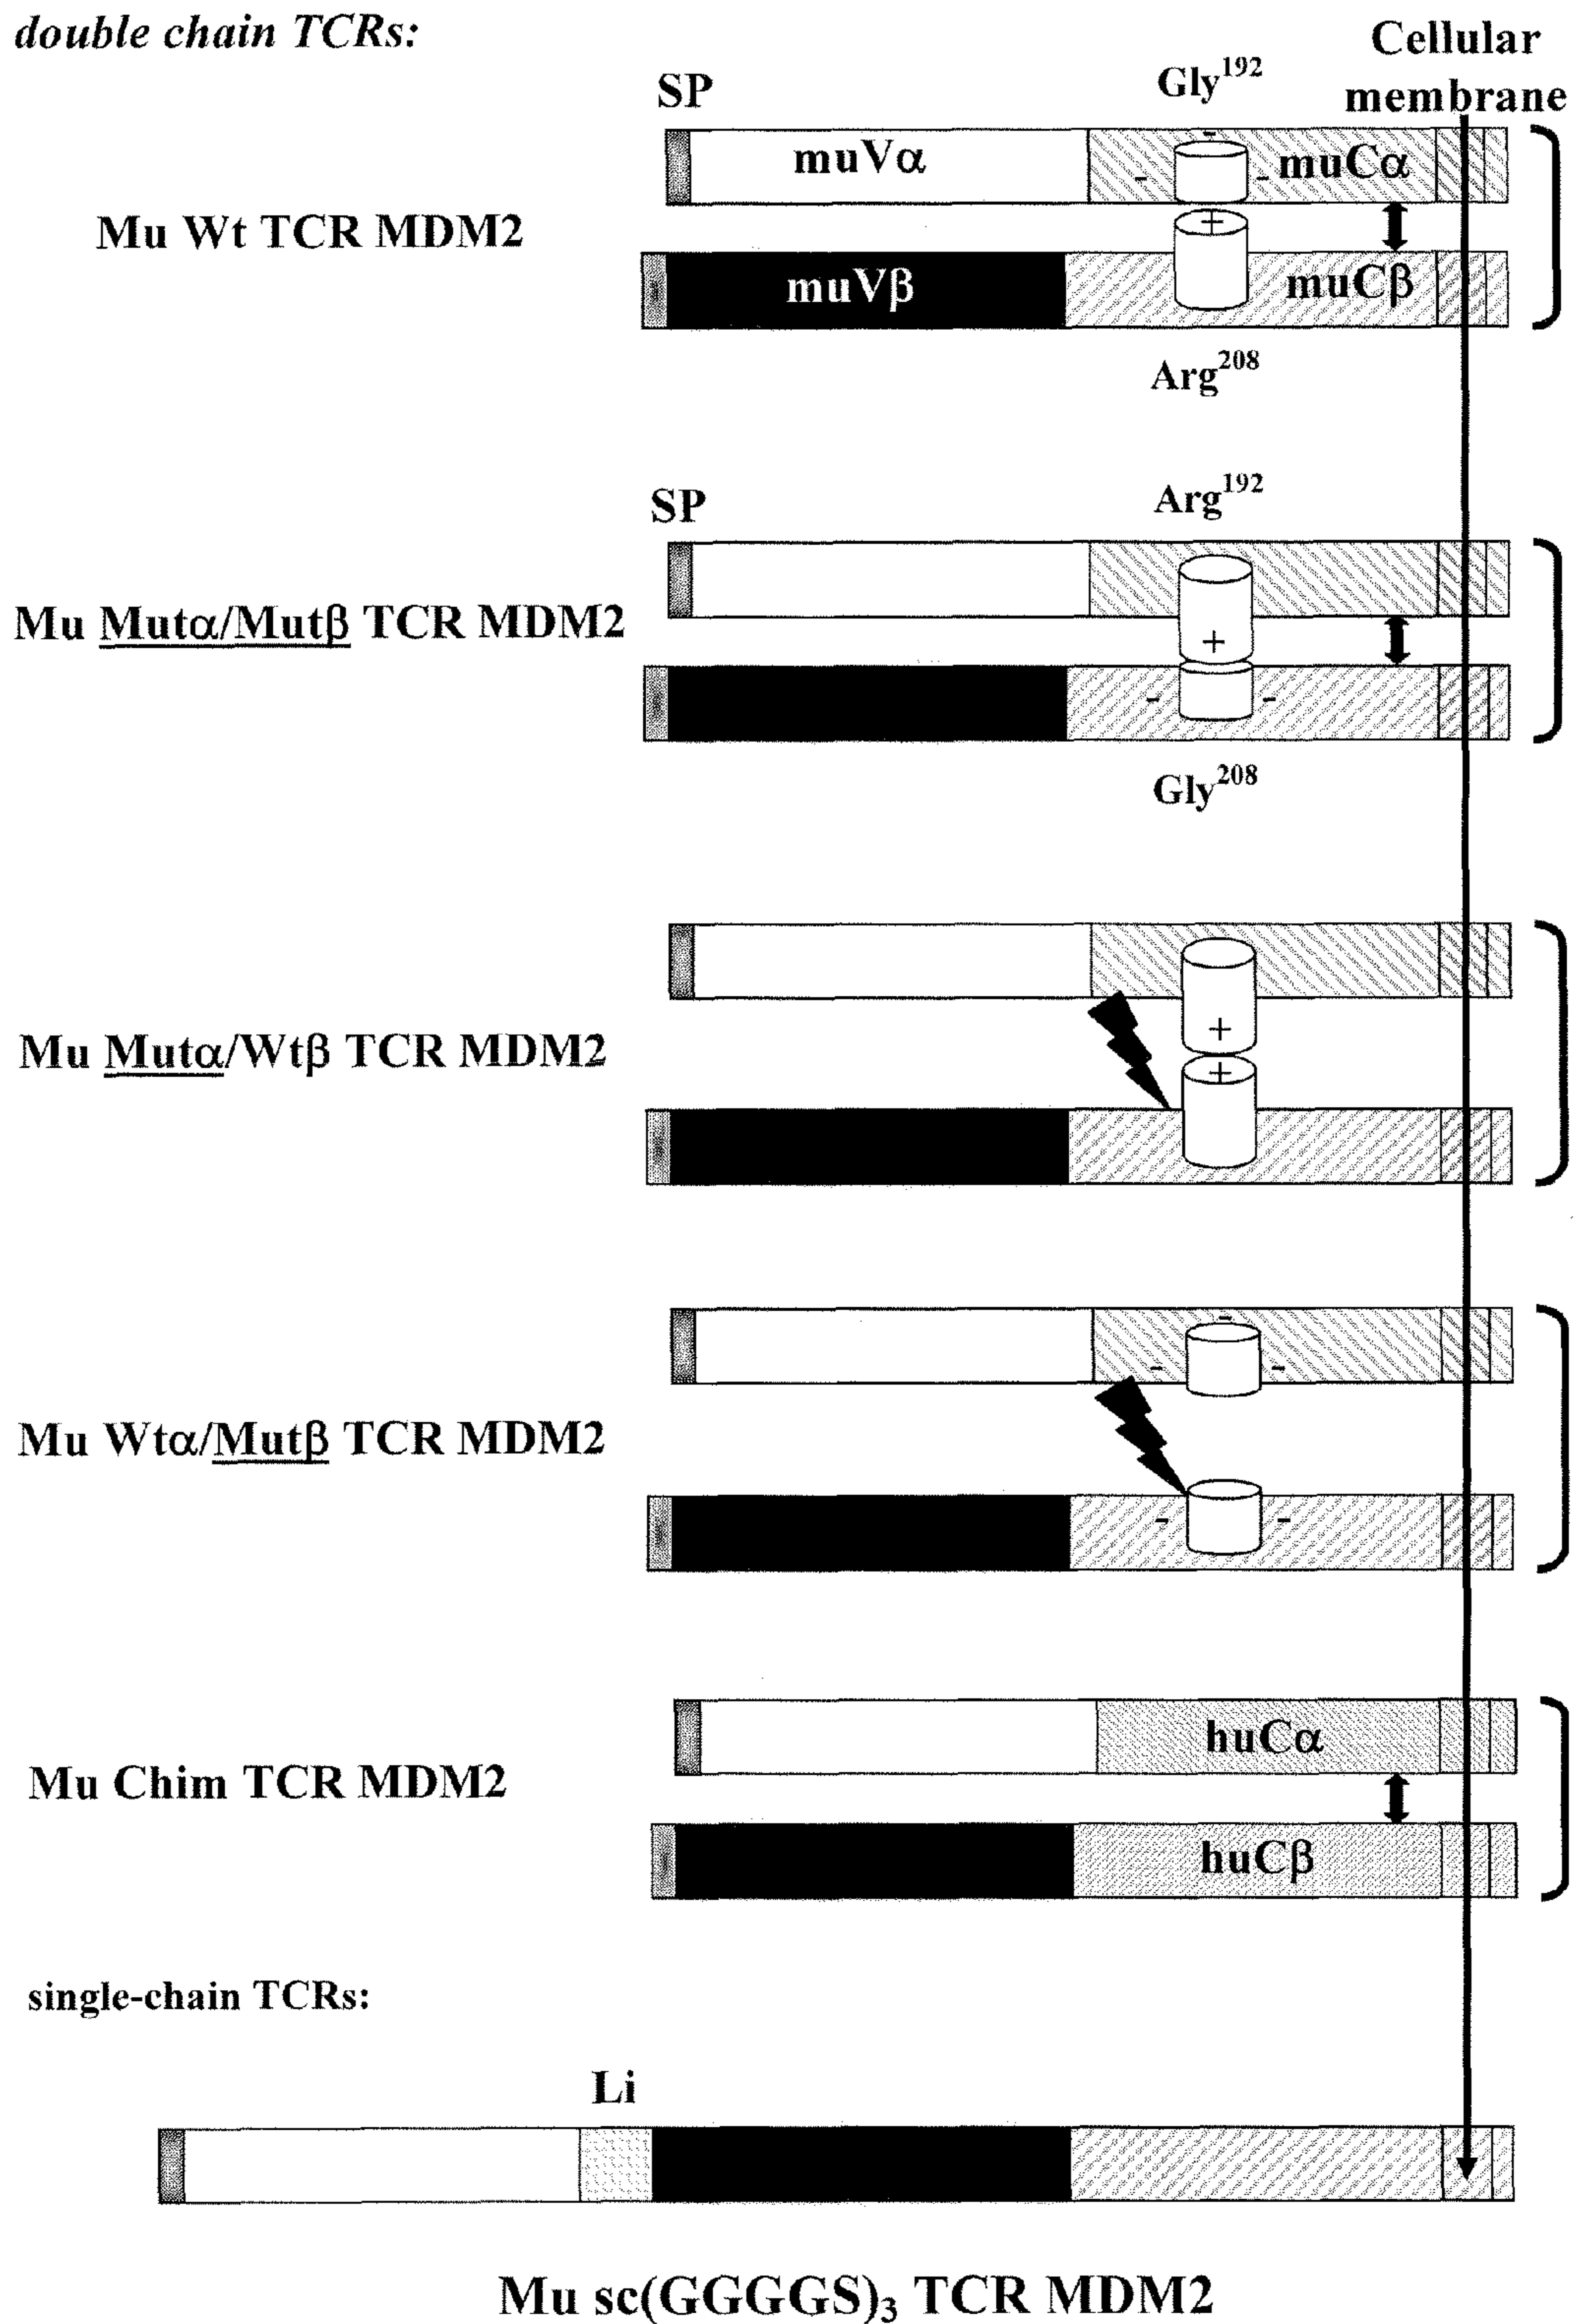 double chain TCRs:
Cellular
membrane
SP
Gly¹⁹²
muVα
muCα
Mu Wt TCR MDM2
muVβ
muCβ
Arg²⁰⁸
SP
Arg¹⁹²
Mu Mutα/Mutβ TCR MDM2
Gly²⁰⁸
Mu Mutα/Wtβ TCR MDM2
Mu Wtα/Mutβ TCR MDM2
huCα
Mu Chim TCR MDM2
huCβ
single-chain TCRs:
Li
Mu sc(GGGGS)₃ TCR MDM2